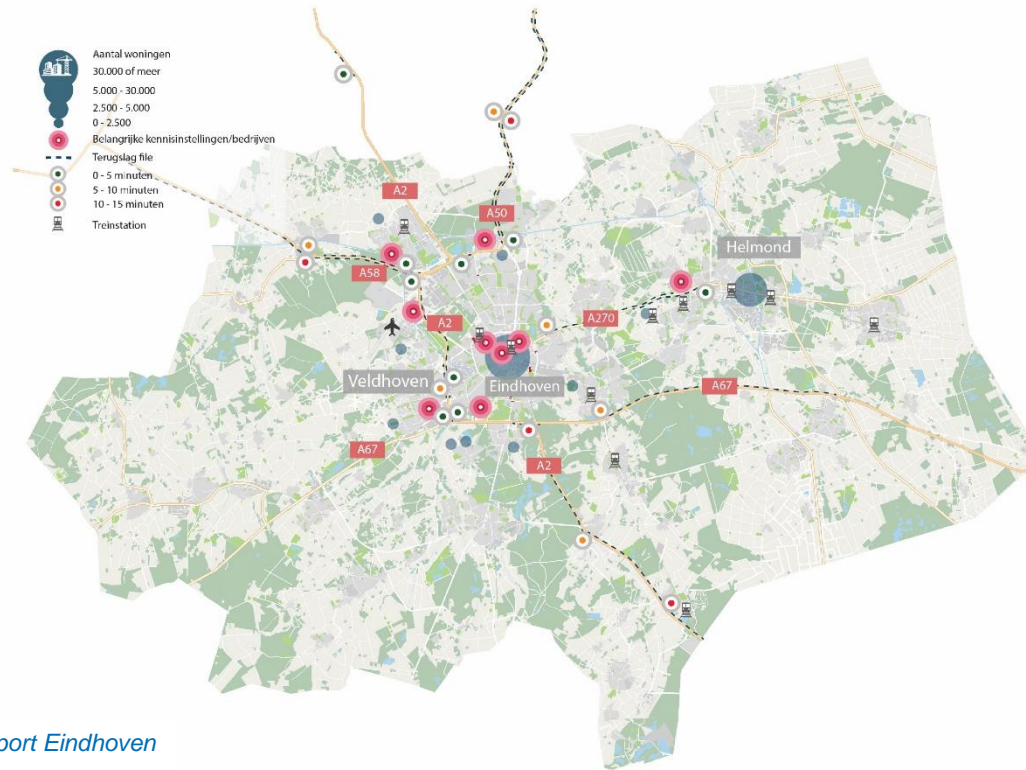 Aantal woningen
30.000 of meer
5.000 - 30.000
2.500 - 5.000
0 - 2.500
Belangrijke kennisinstellingen/bedrijven
Terugslag file
0 - 5 minuten
5 - 10 minuten
10 - 15 minuten
Treinstation
A2
A50
Helmond
A58
A2
A270
Veldhoven
Eindhoven
A67
A67
A2
port Eindhoven